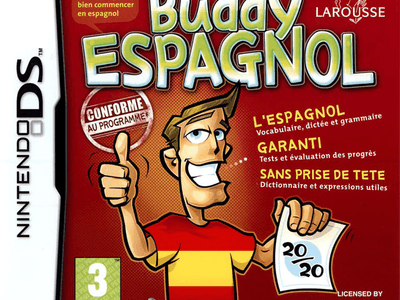 bien commencer
en espagnol
Buddy
ESPAGNOL
LAROUSSE
NINTENDO DS
TM
CONFORME
AU PROGRAMME
L'ESPAGNOL
Vocabulaire, dictée et grammaire
GARANTI
Tests et évaluation des progrès
SANS PRISE DE TETE
Dictionnaire et expressions utiles
20/20
3
LICENSED BY